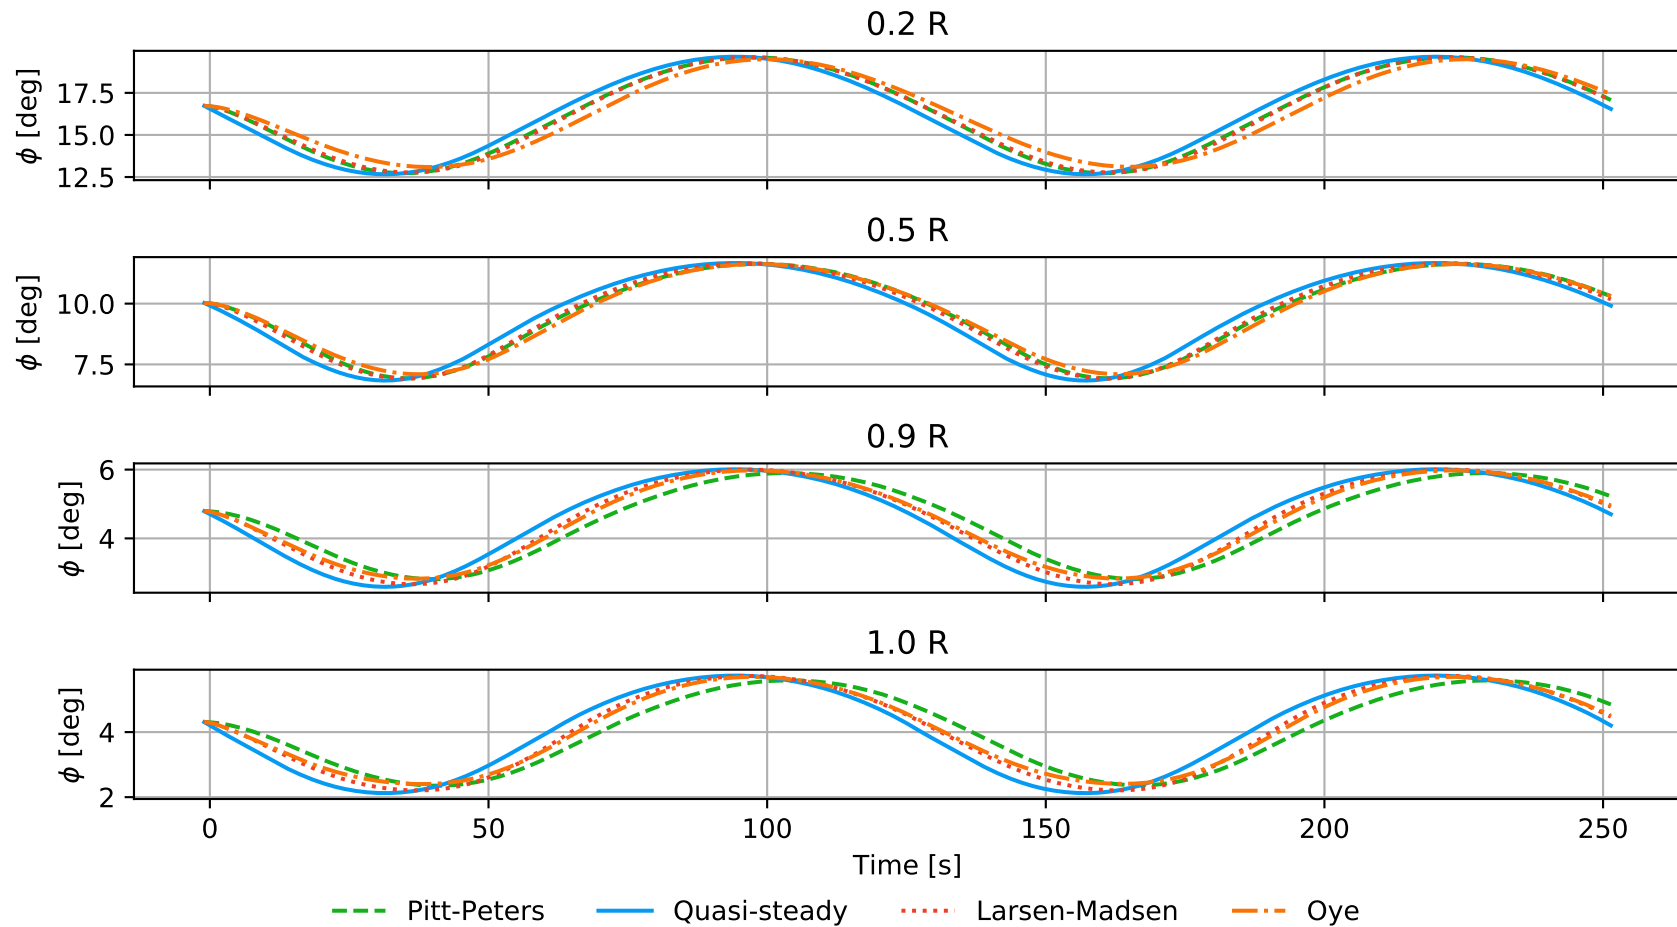 0.2 R
ϕ [deg]
17.5
15.0
12.5
0.5 R
ϕ [deg]
10.0
7.5
0.9 R
ϕ [deg]
6
4
1.0 R
ϕ [deg]
4
2
0 50 100 150 200 250
Time [s]
Pitt-Peters Quasi-steady Larsen-Madsen Oye